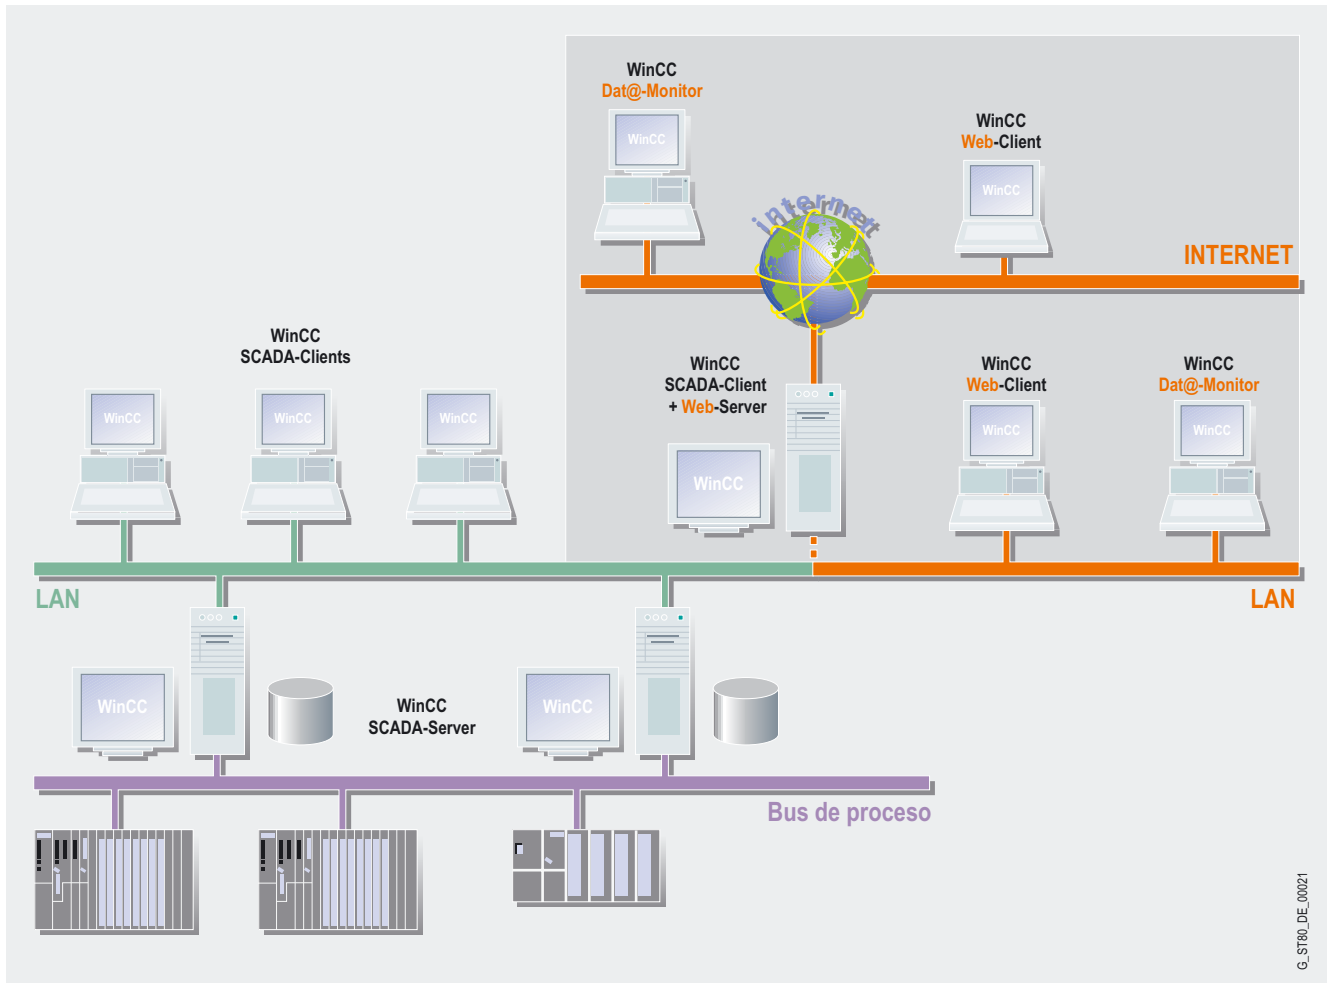 WinCC
Dat@-Monitor
WinCC
WinCC
Web-Client
WinCC
internet
INTERNET
WinCC
SCADA-Clients
WinCC
WinCC
WinCC
WinCC
SCADA-Client
+ Web-Server
WinCC
WinCC
Web-Client
WinCC
WinCC
Dat@-Monitor
WinCC
LAN
LAN
WinCC
WinCC
SCADA-Server
WinCC
Bus de proceso
G_ST80_DE_00021